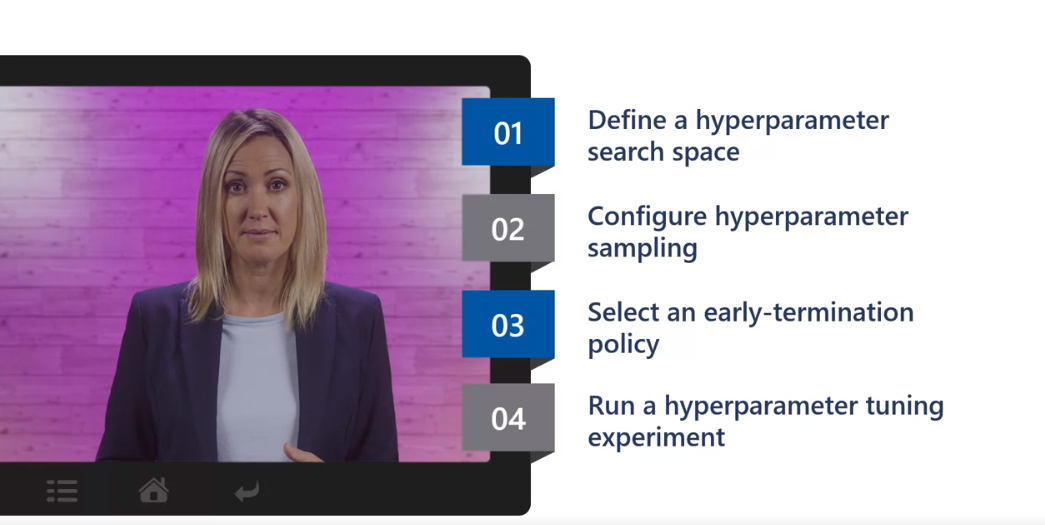 01
Define a hyperparameter
search space
02
Configure hyperparameter
sampling
03
Select an early-termination
policy
04
Run a hyperparameter tuning
experiment